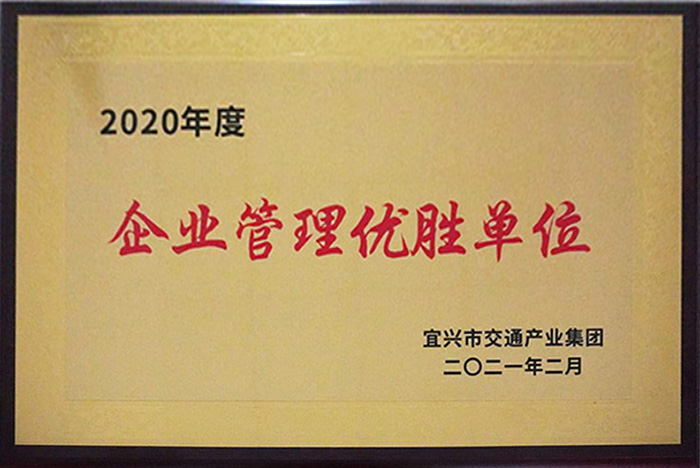 2020年度
企业管理优胜单位
宜兴市交通产业集团
二〇二一年二月